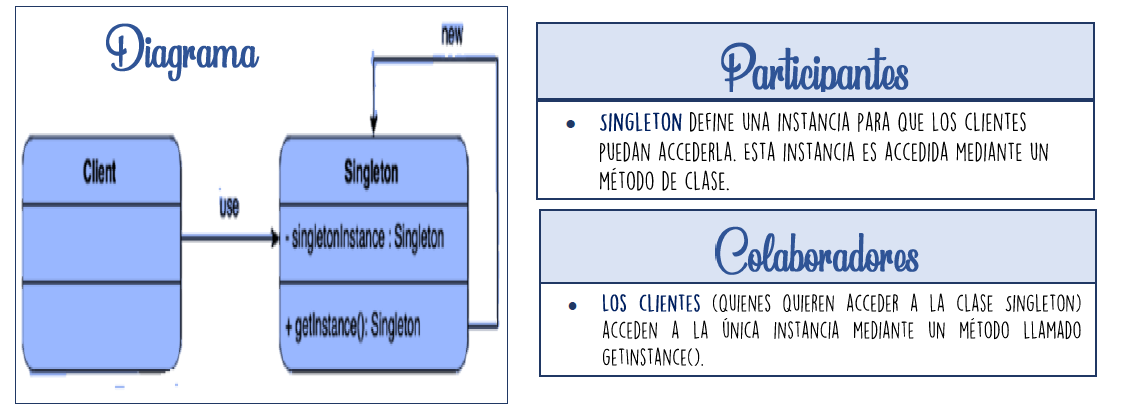 Diagrama
new
Client
use
Singleton
- singletonInstance : Singleton
+ getInstance(): Singleton
Participantes
• SINGLETON DEFINE UNA INSTANCIA PARA QUE LOS CLIENTES
PUEDAN ACCEDERLA. ESTA INSTANCIA ES ACCEDIDA MEDIANTE UN
MÉTODO DE CLASE.
Colaboradores
• LOS CLIENTES (QUIENES QUIEREN ACCEDER A LA CLASE SINGLETON)
ACCEDEN A LA ÚNICA INSTANCIA MEDIANTE UN MÉTODO LLAMADO
GETINSTANCE().